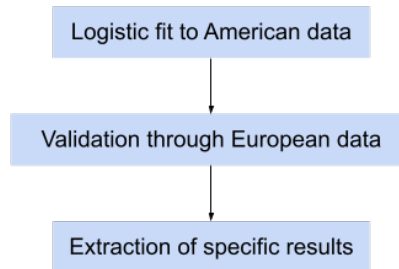 Logistic fit to American data
Validation through European data
Extraction of specific results